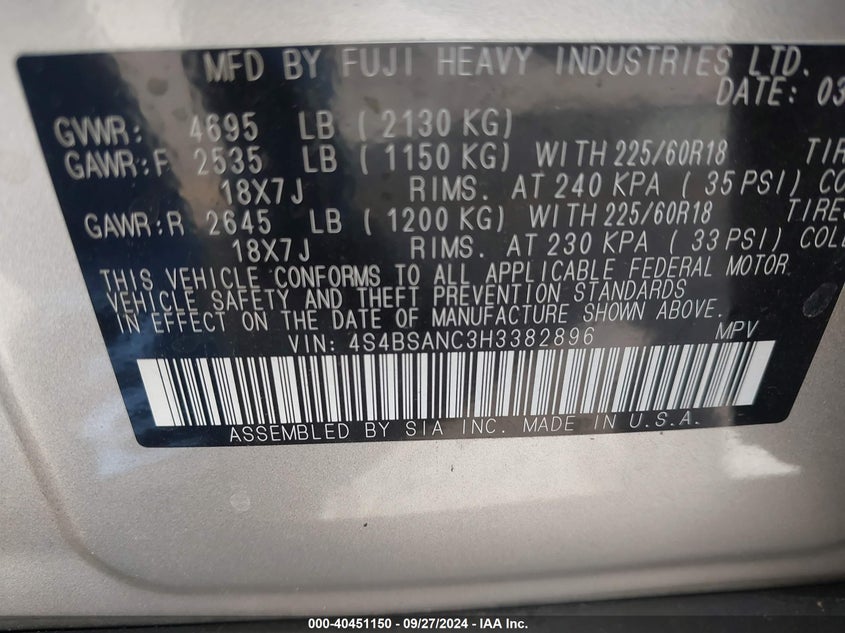 MFD BY FUJI HEAVY INDUSTRIES LTD.
DATE: 03
GVWR: 4695 LB ( 2130 KG)
GAWR:F 2535 LB ( 1150 KG) WITH 225/60R18 TIR
18X7J RIMS. AT 240 KPA ( 35 PSI) CO
GAWR:R 2645 LB ( 1200 KG) WITH 225/60R18 TIRE
18X7J RIMS. AT 230 KPA ( 33 PSI) COL
THIS VEHICLE CONFORMS TO ALL APPLICABLE FEDERAL MOTOR
VEHICLE SAFETY AND THEFT PREVENTION STANDARDS
IN EFFECT ON THE DATE OF MANUFACTURE SHOWN ABOVE.
VIN: 4S4BSANC3H3382896 MPV
ASSEMBLED BY SIA INC. MADE IN U.S.A.
000-40451150 - 09/27/2024 - IAA Inc.